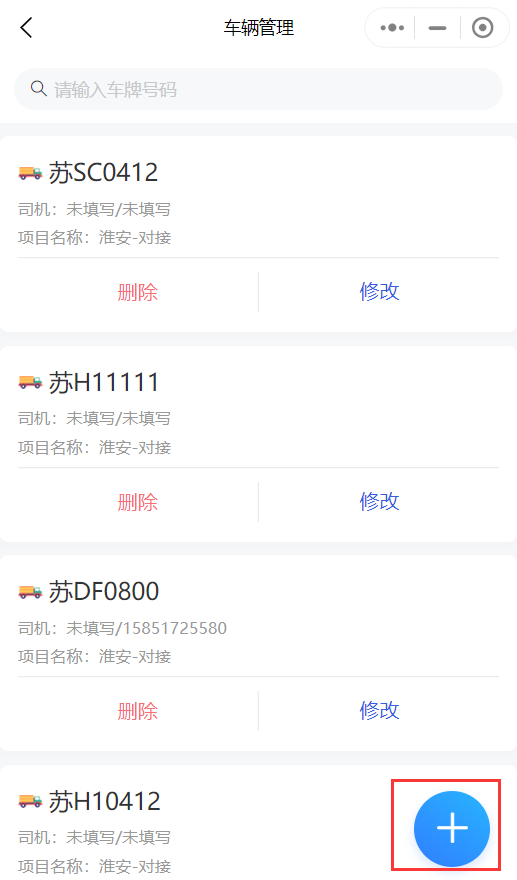 车辆管理
请输入车牌号码
苏SC0412
司机：未填写/未填写
项目名称：淮安-对接
删除 修改
苏H11111
司机：未填写/未填写
项目名称：淮安-对接
删除 修改
苏DF0800
司机：未填写/15851725580
项目名称：淮安-对接
删除 修改
苏H10412
司机：未填写/未填写
项目名称：淮安-对接